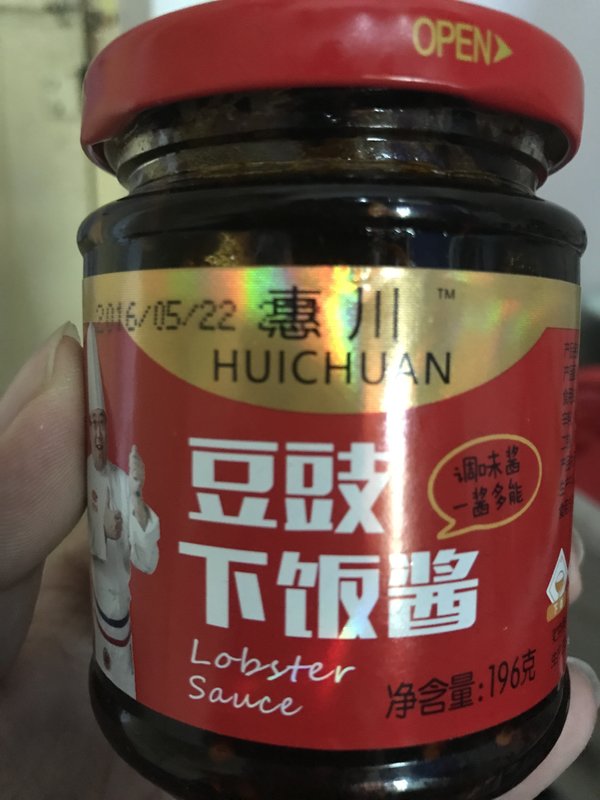 OPEN
2016/05/22
惠川™
HUICHUAN
调味酱
一酱多能
豆豉
下饭酱
Lobster
Sauce
净含量:196克